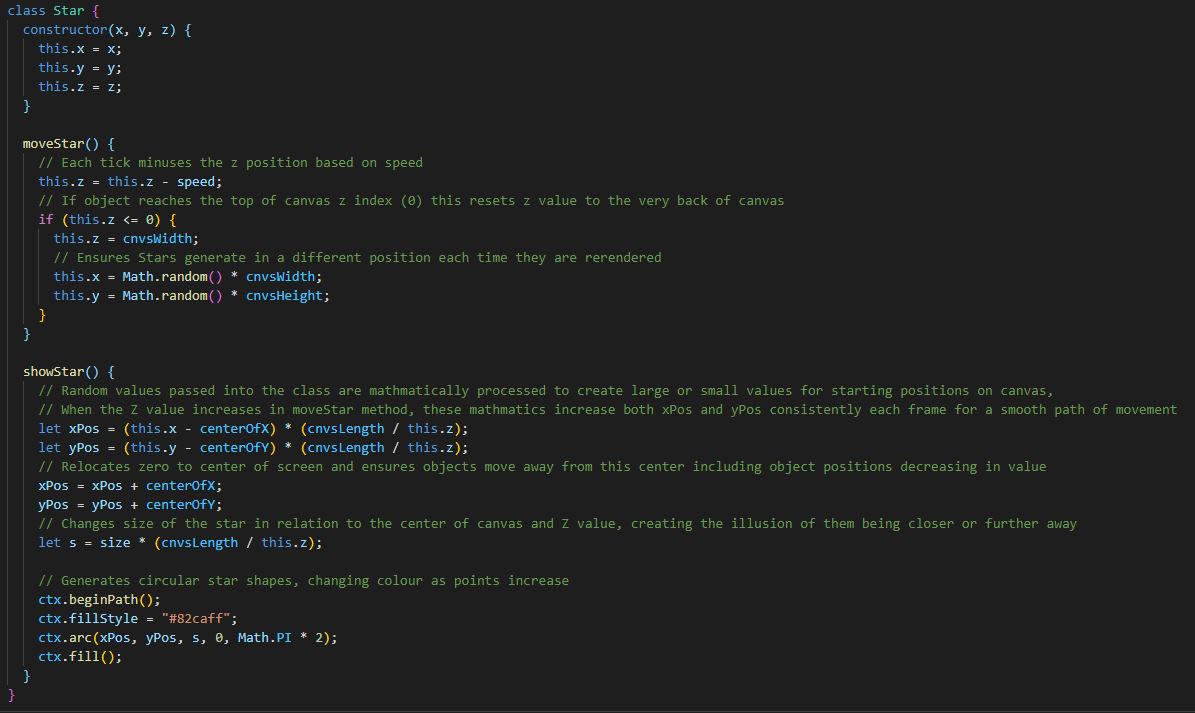 class Star {
  constructor(x, y, z) {
    this.x = x;
    this.y = y;
    this.z = z;
  }

  moveStar() {
    // Each tick minuses the z position based on speed
    this.z = this.z - speed;
    // If object reaches the top of canvas z index (0) this resets z value to the very back of canvas
    if (this.z <= 0) {
      this.z = cnvsWidth;
      // Ensures Stars generate in a different position each time they are rerendered
      this.x = Math.random() * cnvsWidth;
      this.y = Math.random() * cnvsHeight;
    }
  }

  showStar() {
    // Random values passed into the class are mathmatically processed to create large or small values for starting positions on canvas,
    // When the Z value increases in moveStar method, these mathmatics increase both xPos and yPos consistently each frame for a smooth path of movement
    let xPos = (this.x - centerOfX) * (cnvsLength / this.z);
    let yPos = (this.y - centerOfY) * (cnvsLength / this.z);
    // Relocates zero to center of screen and ensures objects move away from this center including object positions decreasing in value
    xPos = xPos + centerOfX;
    yPos = yPos + centerOfY;
    // Changes size of the star in relation to the center of canvas and Z value, creating the illusion of them being closer or further away
    let s = size * (cnvsLength / this.z);

    // Generates circular star shapes, changing colour as points increase
    ctx.beginPath();
    ctx.fillStyle = "#82caff";
    ctx.arc(xPos, yPos, s, 0, Math.PI * 2);
    ctx.fill();
  }
}